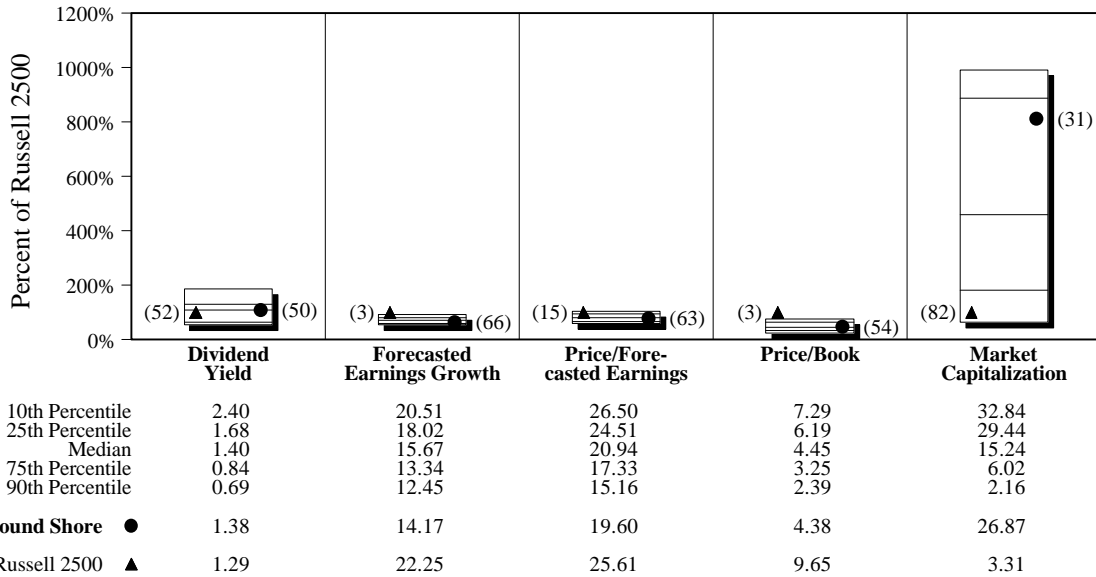 1200%
1000%
800%
600%
400%
200%
0%
Percent of Russell 2500
(52) (50) (3) (66) (15) (63) (3) (54) (82) (31)
Dividend Forecasted Price/Fore- Price/Book Market
Yield Earnings Growth casted Earnings Capitalization
10th Percentile 2.40 20.51 26.50 7.29 32.84
25th Percentile 1.68 18.02 24.51 6.19 29.44
Median 1.40 15.67 20.94 4.45 15.24
75th Percentile 0.84 13.34 17.33 3.25 6.02
90th Percentile 0.69 12.45 15.16 2.39 2.16
ound Shore 1.38 14.17 19.60 4.38 26.87
Russell 2500 1.29 22.25 25.61 9.65 3.31